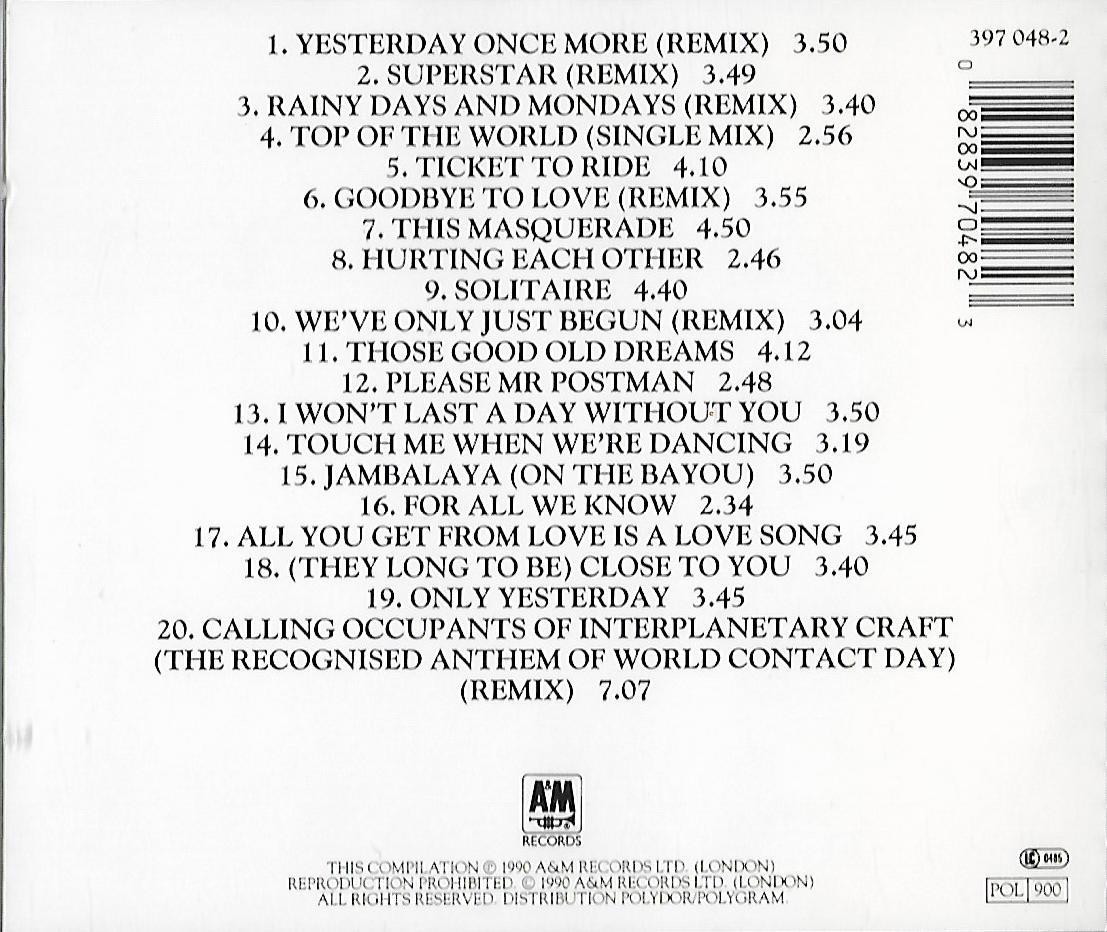 1. YESTERDAY ONCE MORE (REMIX) 3.50
2. SUPERSTAR (REMIX) 3.49
3. RAINY DAYS AND MONDAYS (REMIX) 3.40
4. TOP OF THE WORLD (SINGLE MIX) 2.56
5. TICKET TO RIDE 4.10
6. GOODBYE TO LOVE (REMIX) 3.55
7. THIS MASQUERADE 4.50
8. HURTING EACH OTHER 2.46
9. SOLITAIRE 4.40
10. WE'VE ONLY JUST BEGUN (REMIX) 3.04
11. THOSE GOOD OLD DREAMS 4.12
12. PLEASE MR POSTMAN 2.48
13. I WON'T LAST A DAY WITHOUT YOU 3.50
14. TOUCH ME WHEN WE'RE DANCING 3.19
15. JAMBALAYA (ON THE BAYOU) 3.50
16. FOR ALL WE KNOW 2.34
17. ALL YOU GET FROM LOVE IS A LOVE SONG 3.45
18. (THEY LONG TO BE) CLOSE TO YOU 3.40
19. ONLY YESTERDAY 3.45
20. CALLING OCCUPANTS OF INTERPLANETARY CRAFT
(THE RECOGNISED ANTHEM OF WORLD CONTACT DAY)
(REMIX) 7.07
397 048-2
0 82839 70482 3
A&M
RECORDS
THIS COMPILATION ℗ 1990 A&M RECORDS LTD. (LONDON)
REPRODUCTION PROHIBITED. © 1990 A&M RECORDS LTD. (LONDON)
ALL RIGHTS RESERVED. DISTRIBUTION POLYDOR/POLYGRAM.
LC 0485
POL 900